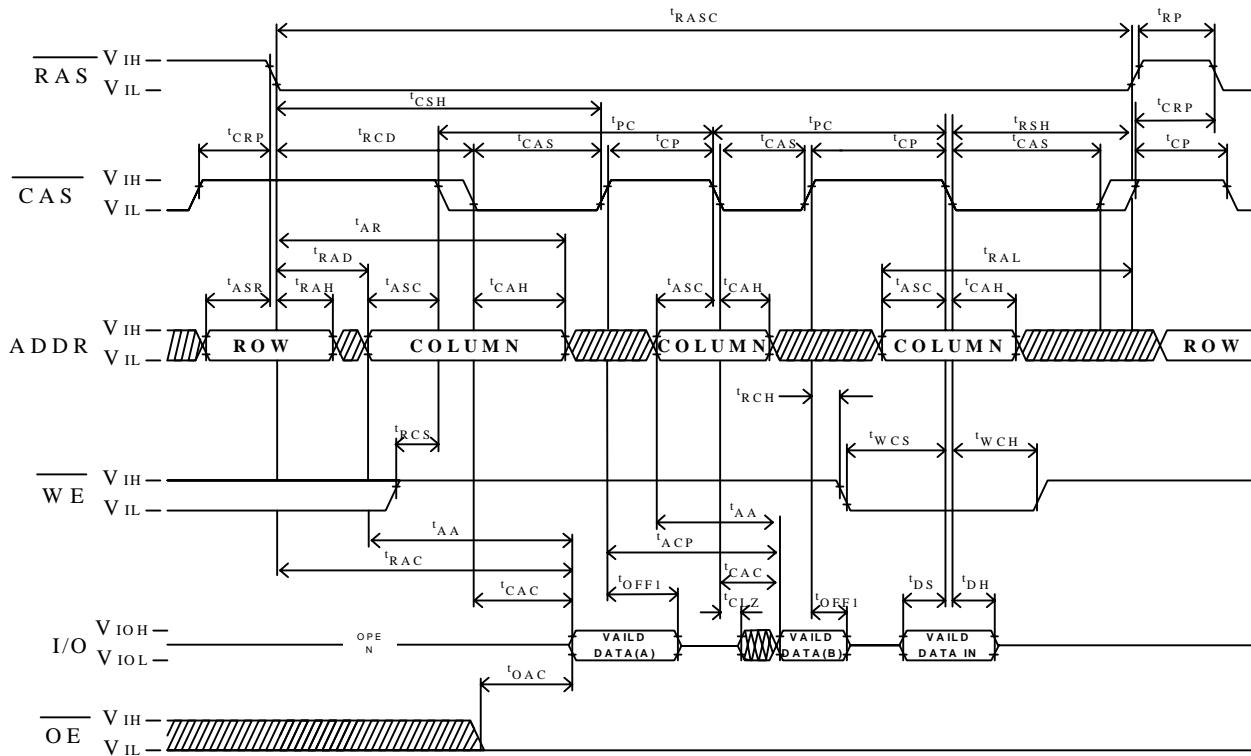 tRASC tRP
RAS VIH VIL
tCSH tCRP
tCRP tRCD tPC tPC tRSH
tCAS tCP tCAS tCP tCAS tCP
CAS VIH VIL
tAR
tRAD tRAL
tASR tRAH tASC tCAH tASC tCAH tASC tCAH
ADDR VIH VIL ROW COLUMN COLUMN COLUMN ROW
tRCH
tRCS tWCS tWCH
WE VIH VIL
tAA tAA
tACP
tRAC
tCAC tOFF1 tCAC tCLZ tOFF1 tDS tDH
I/O VIOH VIOL
OPE
N
VAILD
DATA(A)
VAILD
DATA(B)
VAILD
DATA IN
tOAC
OE VIH VIL